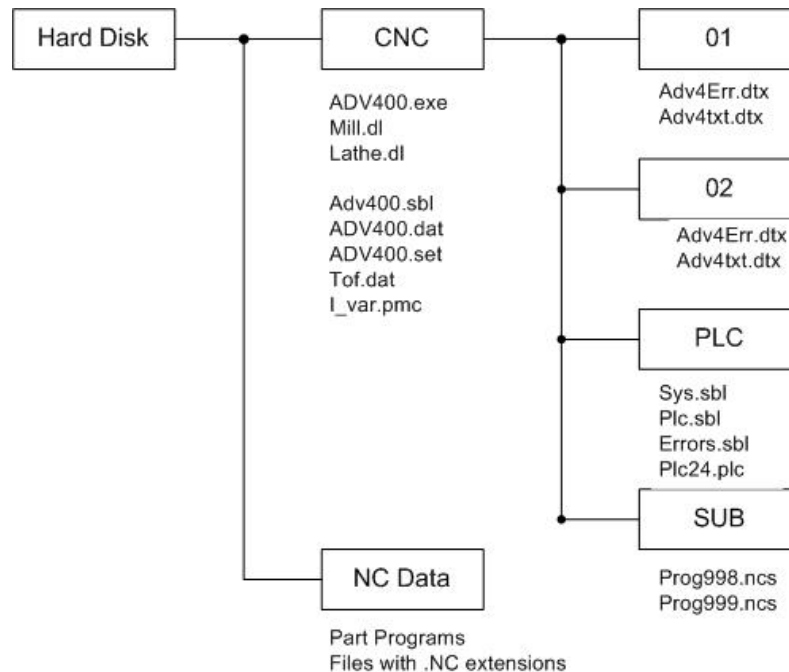 Hard Disk
CNC
ADV400.exe
Mill.dl
Lathe.dl
Adv400.sbl
ADV400.dat
ADV400.set
Tof.dat
I_var.pmc
01
Adv4Err.dtx
Adv4txt.dtx
02
Adv4Err.dtx
Adv4txt.dtx
PLC
Sys.sbl
Plc.sbl
Errors.sbl
Plc24.plc
SUB
Prog998.ncs
Prog999.ncs
NC Data
Part Programs
Files with .NC extensions